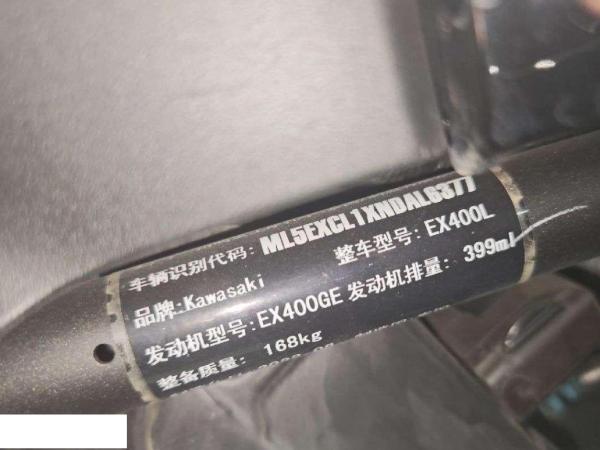 车辆识别代码: ML5EXCL1XNDAL6377
品牌:Kawasaki 整车型号: EX400L
发动机型号:EX400GE 发动机排量: 399ml
整备质量: 168kg